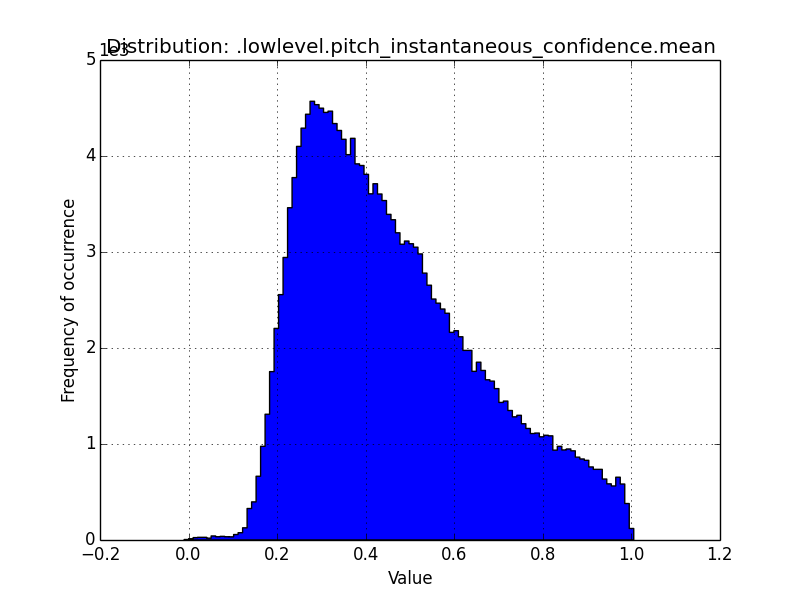 Distribution: .lowlevel.pitch_instantaneous_confidence.mean
1e3
5
4
3
2
1
0
Frequency of occurrence
−0.2 0.0 0.2 0.4 0.6 0.8 1.0 1.2
Value